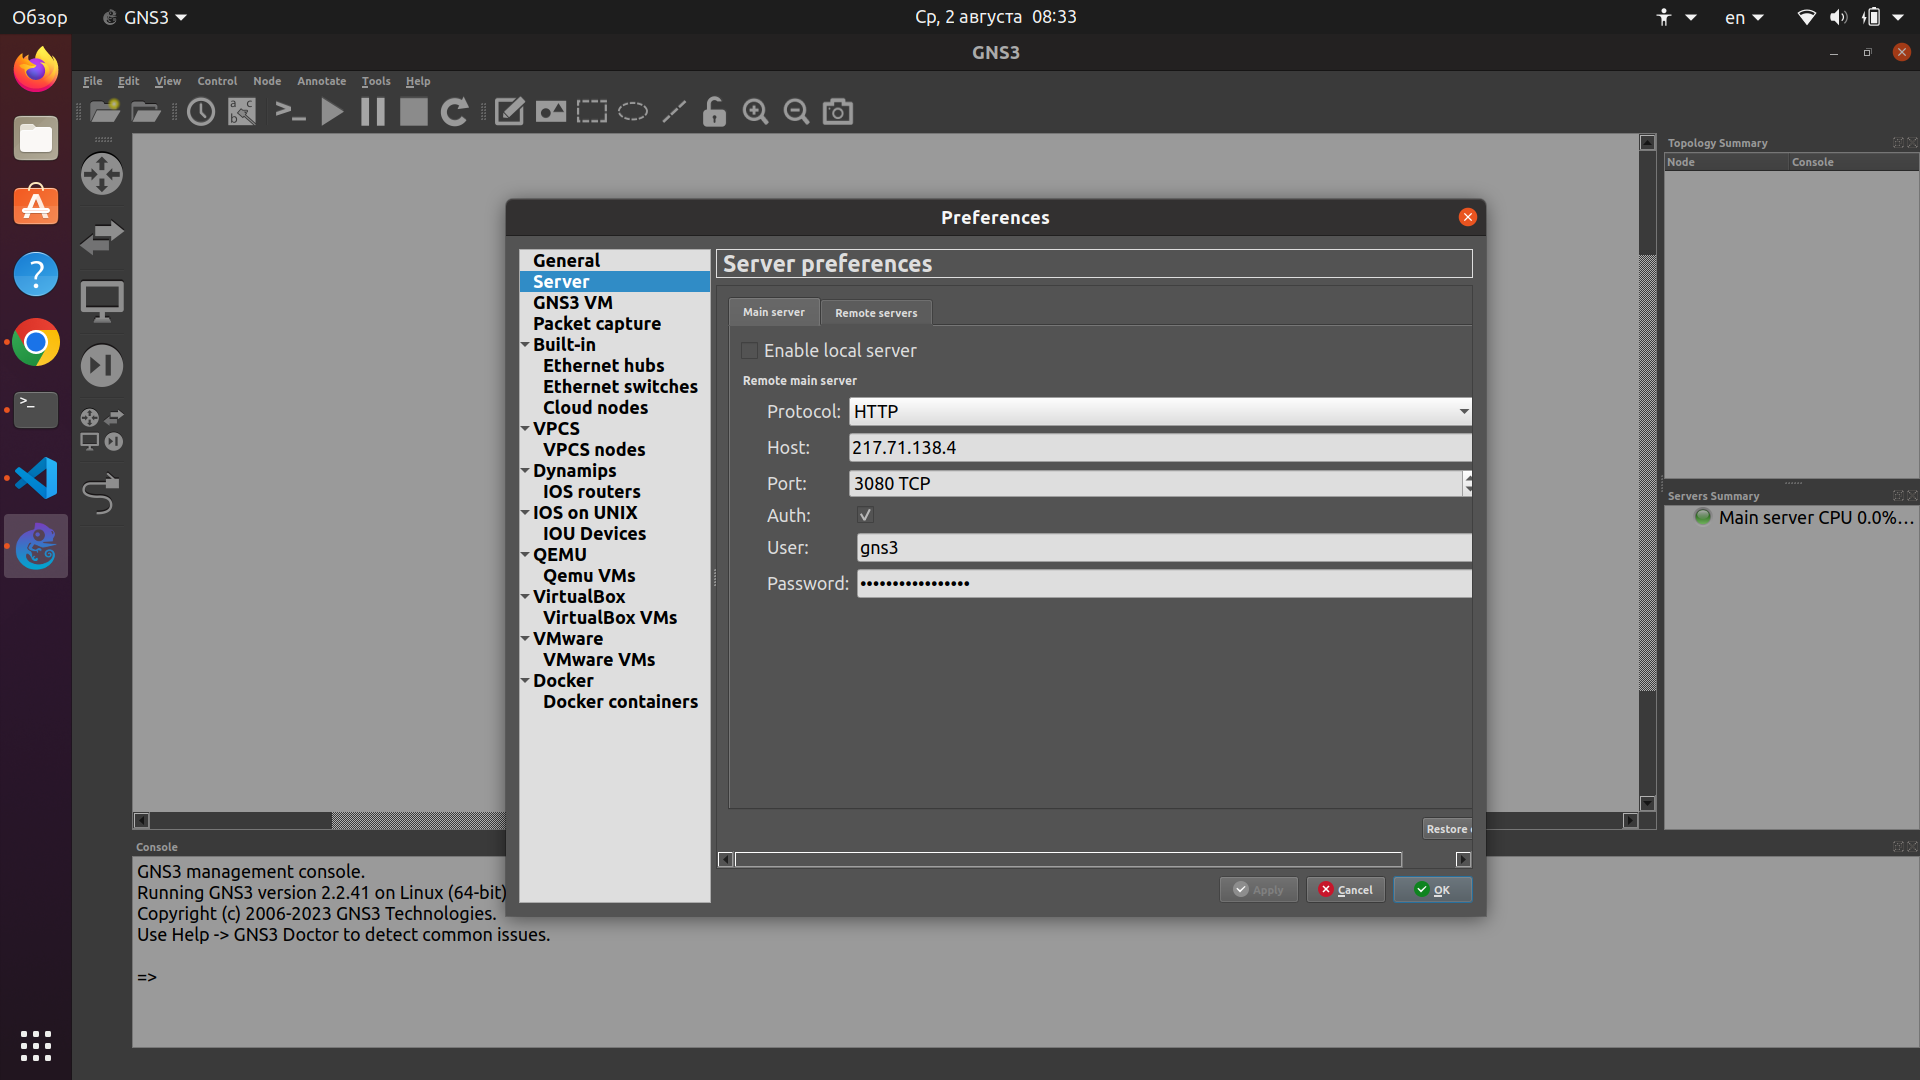 Обзор
GNS3
Ср, 2 августа 08:33
en
GNS3
File Edit View Control Node Annotate Tools Help
a c
b
>_
Topology Summary
Node Console
Preferences
General
Server
GNS3 VM
Packet capture
Built-in
Ethernet hubs
Ethernet switches
Cloud nodes
VPCS
VPCS nodes
Dynamips
IOS routers
IOS on UNIX
IOU Devices
QEMU
Qemu VMs
VirtualBox
VirtualBox VMs
VMware
VMware VMs
Docker
Docker containers
Server preferences
Main server Remote servers
Enable local server
Remote main server
Protocol: HTTP
Host: 217.71.138.4
Port: 3080 TCP
Auth:
User: gns3
Password: •••••••••••••••••
Restore
Apply Cancel OK
Servers Summary
Main server CPU 0.0%...
Console
GNS3 management console.
Running GNS3 version 2.2.41 on Linux (64-bit)
Copyright (c) 2006-2023 GNS3 Technologies.
Use Help -> GNS3 Doctor to detect common issues.
=>